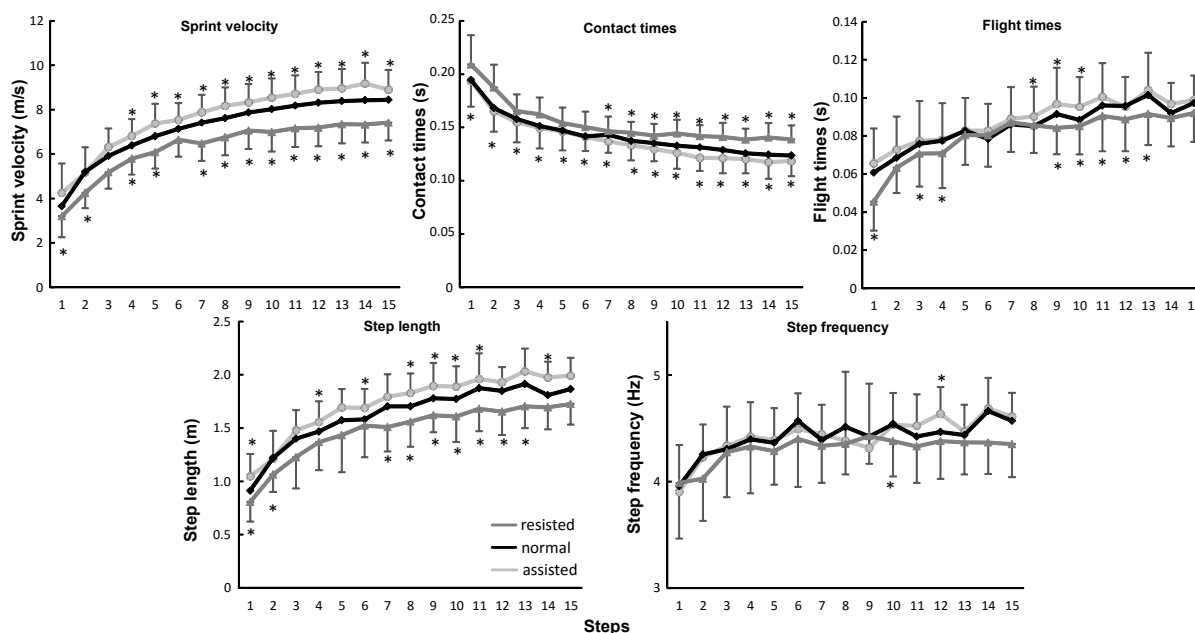 Sprint velocity
Sprint velocity (m/s)
12
10
8
6
4
2
0
* * * * * * * * * * * *
* * * * * * * * * * * * *
1 2 3 4 5 6 7 8 9 10 11 12 13 14 15
Contact times
Contact times (s)
0.25
0.20
0.15
0.10
0.05
0.00
* * * * * * * * *
* * * * * * * * * * * * * * *
1 2 3 4 5 6 7 8 9 10 11 12 13 14 15
Flight times
Flight times (s)
0.14
0.12
0.10
0.08
0.06
0.04
0.02
0.00
* * *
* * * * * * * *
1 2 3 4 5 6 7 8 9 10 11 12 13 14 1
Step length
Step length (m)
2.5
2.0
1.5
1.0
0.5
0
* * * * * * * *
* * * * * * * * *
resisted
normal
assisted
1 2 3 4 5 6 7 8 9 10 11 12 13 14 15
Step frequency
Step frequency (Hz)
5
4
3
*
*
1 2 3 4 5 6 7 8 9 10 11 12 13 14 15
Steps